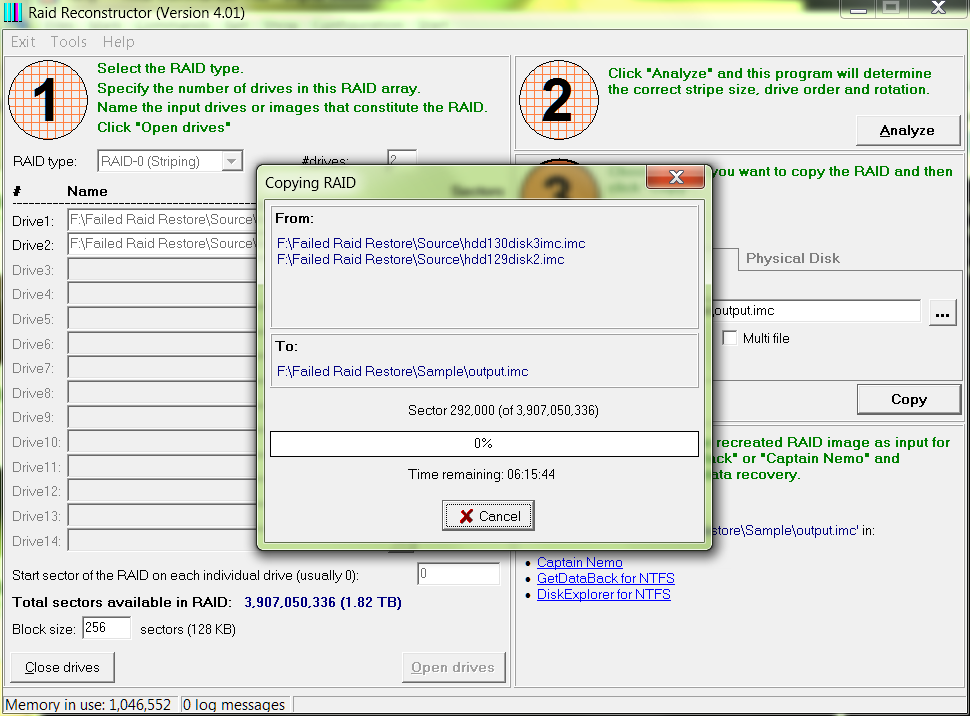 Raid Reconstructor (Version 4.01)
Exit Tools Help
1
Select the RAID type.
Specify the number of drives in this RAID array.
Name the input drives or images that constitute the RAID.
Click "Open drives"
RAID type: RAID-0 (Striping) #drives: 2
# Name Sectors
Drive1: F:\Failed Raid Restore\Source\
Drive2: F:\Failed Raid Restore\Source\
Drive3:
Drive4:
Drive5:
Drive6:
Drive7:
Drive8:
Drive9:
Drive10:
Drive11:
Drive12:
Drive13:
Drive14:
Start sector of the RAID on each individual drive (usually 0): 0
Total sectors available in RAID: 3,907,050,336 (1.82 TB)
Block size: 256 sectors (128 KB)
Close drives
Open drives
Memory in use: 1,046,552 0 log messages
2
Click "Analyze" and this program will determine
the correct stripe size, drive order and rotation.
Analyze
3
you want to copy the RAID and then
click
Physical Disk
output.imc ...
Multi file
Copy
recreated RAID image as input for
or "Captain Nemo" and
recovery.
\Sample\output.imc' in:
• Captain Nemo
• GetDataBack for NTFS
• DiskExplorer for NTFS
Copying RAID
From:
F:\Failed Raid Restore\Source\hdd130disk3imc.imc
F:\Failed Raid Restore\Source\hdd129disk2.imc
To:
F:\Failed Raid Restore\Sample\output.imc
Sector 292,000 (of 3,907,050,336)
0%
Time remaining: 06:15:44
Cancel